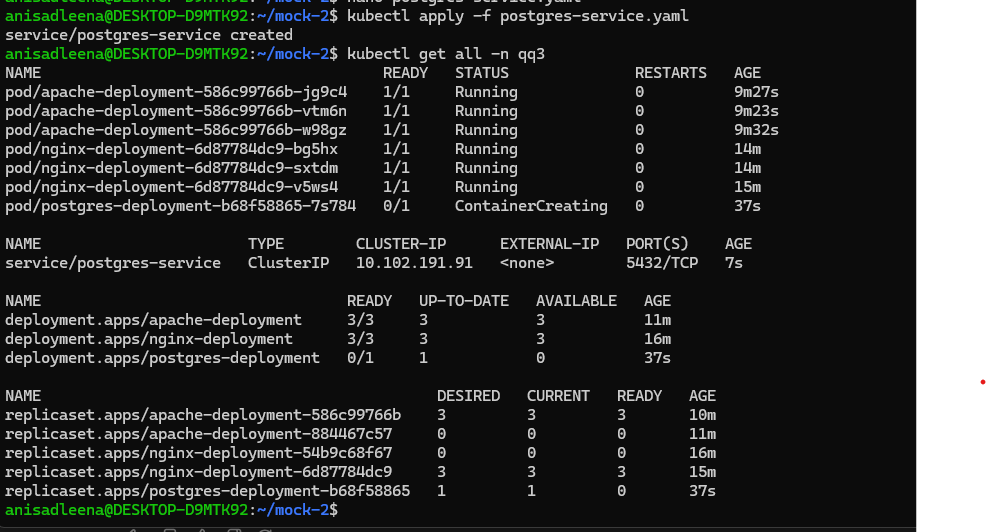 anisadleena@DESKTOP-D9MTK92:~/mock-2$ nano postgres-service.yaml
anisadleena@DESKTOP-D9MTK92:~/mock-2$ kubectl apply -f postgres-service.yaml
service/postgres-service created
anisadleena@DESKTOP-D9MTK92:~/mock-2$ kubectl get all -n qq3
NAME READY STATUS RESTARTS AGE
pod/apache-deployment-586c99766b-jg9c4 1/1 Running 0 9m27s
pod/apache-deployment-586c99766b-vtm6n 1/1 Running 0 9m23s
pod/apache-deployment-586c99766b-w98gz 1/1 Running 0 9m32s
pod/nginx-deployment-6d87784dc9-bg5hx 1/1 Running 0 14m
pod/nginx-deployment-6d87784dc9-sxtdm 1/1 Running 0 14m
pod/nginx-deployment-6d87784dc9-v5ws4 1/1 Running 0 15m
pod/postgres-deployment-b68f58865-7s784 0/1 ContainerCreating 0 37s
NAME TYPE CLUSTER-IP EXTERNAL-IP PORT(S) AGE
service/postgres-service ClusterIP 10.102.191.91 <none> 5432/TCP 7s
NAME READY UP-TO-DATE AVAILABLE AGE
deployment.apps/apache-deployment 3/3 3 3 11m
deployment.apps/nginx-deployment 3/3 3 3 16m
deployment.apps/postgres-deployment 0/1 1 0 37s
NAME DESIRED CURRENT READY AGE
replicaset.apps/apache-deployment-586c99766b 3 3 3 10m
replicaset.apps/apache-deployment-884467c57 0 0 0 11m
replicaset.apps/nginx-deployment-54b9c68f67 0 0 0 16m
replicaset.apps/nginx-deployment-6d87784dc9 3 3 3 15m
replicaset.apps/postgres-deployment-b68f58865 1 1 0 37s
anisadleena@DESKTOP-D9MTK92:~/mock-2$